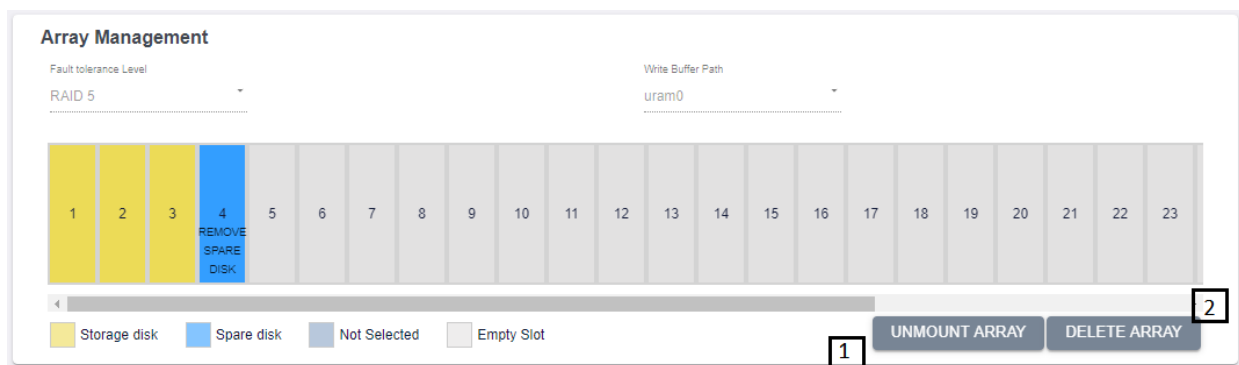 Array Management
Fault tolerance Level
Write Buffer Path
RAID 5
uram0
1 2 3 4 5 6 7 8 9 10 11 12 13 14 15 16 17 18 19 20 21 22 23
REMOVE
SPARE
DISK
2
Storage disk Spare disk Not Selected Empty Slot UNMOUNT ARRAY DELETE ARRAY
1